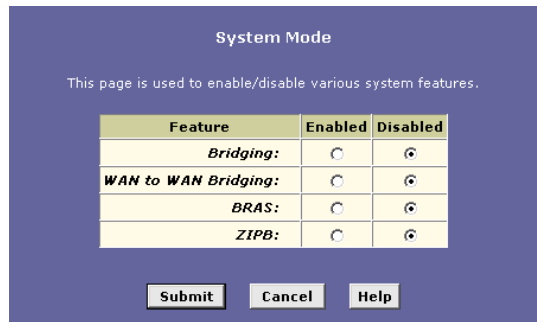 System Mode
This page is used to enable/disable various system features.
Feature Enabled Disabled
Bridging:
WAN to WAN Bridging:
BRAS:
ZIPB:
Submit Cancel Help